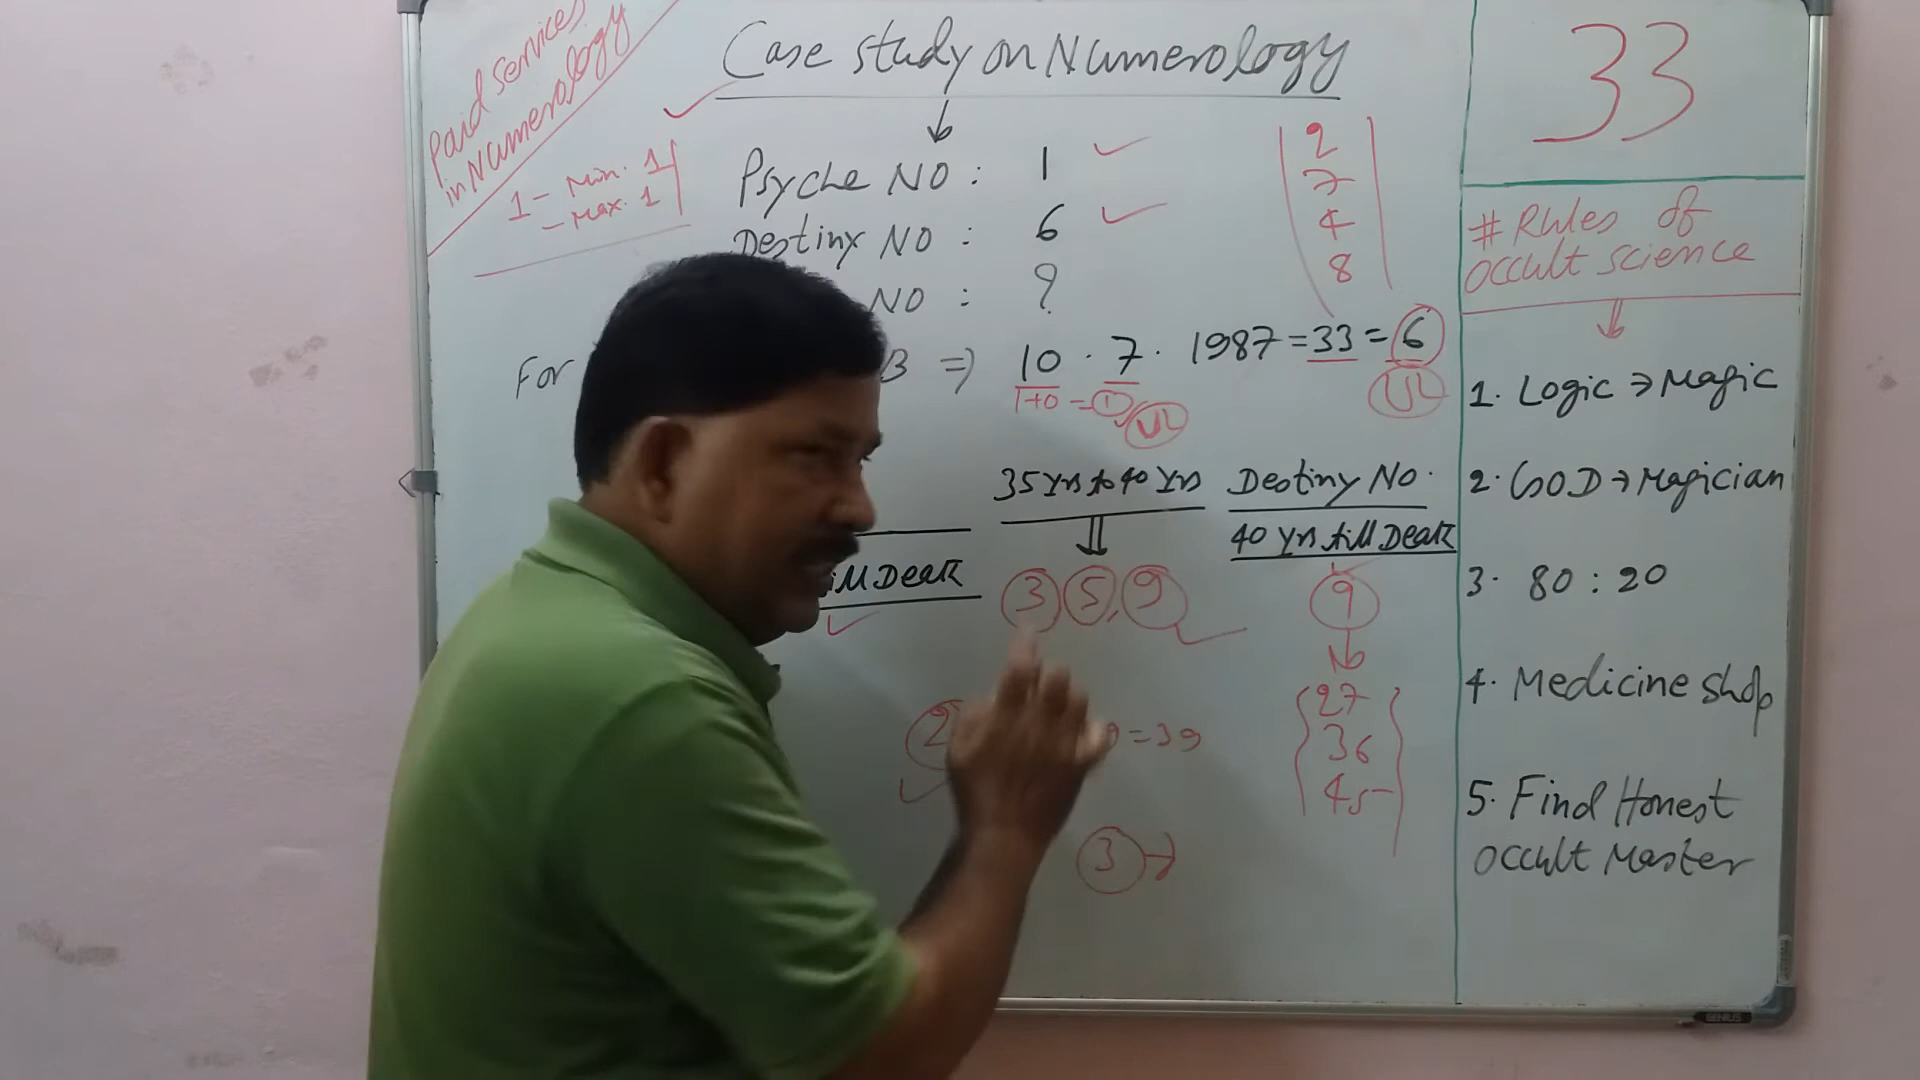 Paid services
in Numerology
1 - Min. 1
- Max. 1
Case study on Numerology
Psyche NO : 1
Destiny NO : 6
NO : ?
2
7
4
8
For
B => 10 . 7 . 1987 = 33 = 6
1+0 = 1
35 Yrs to 40 Yrs
Destiny No.
40 Yrs till Death
till Death
3 5, 9
9
No
27
36
45
2
9 = 39
3 →
33
# Rules of
occult science
1. Logic → Magic
2. GOD → Magician
3. 80 : 20
4. Medicine shop
5. Find Honest
occult Master
GENIUS